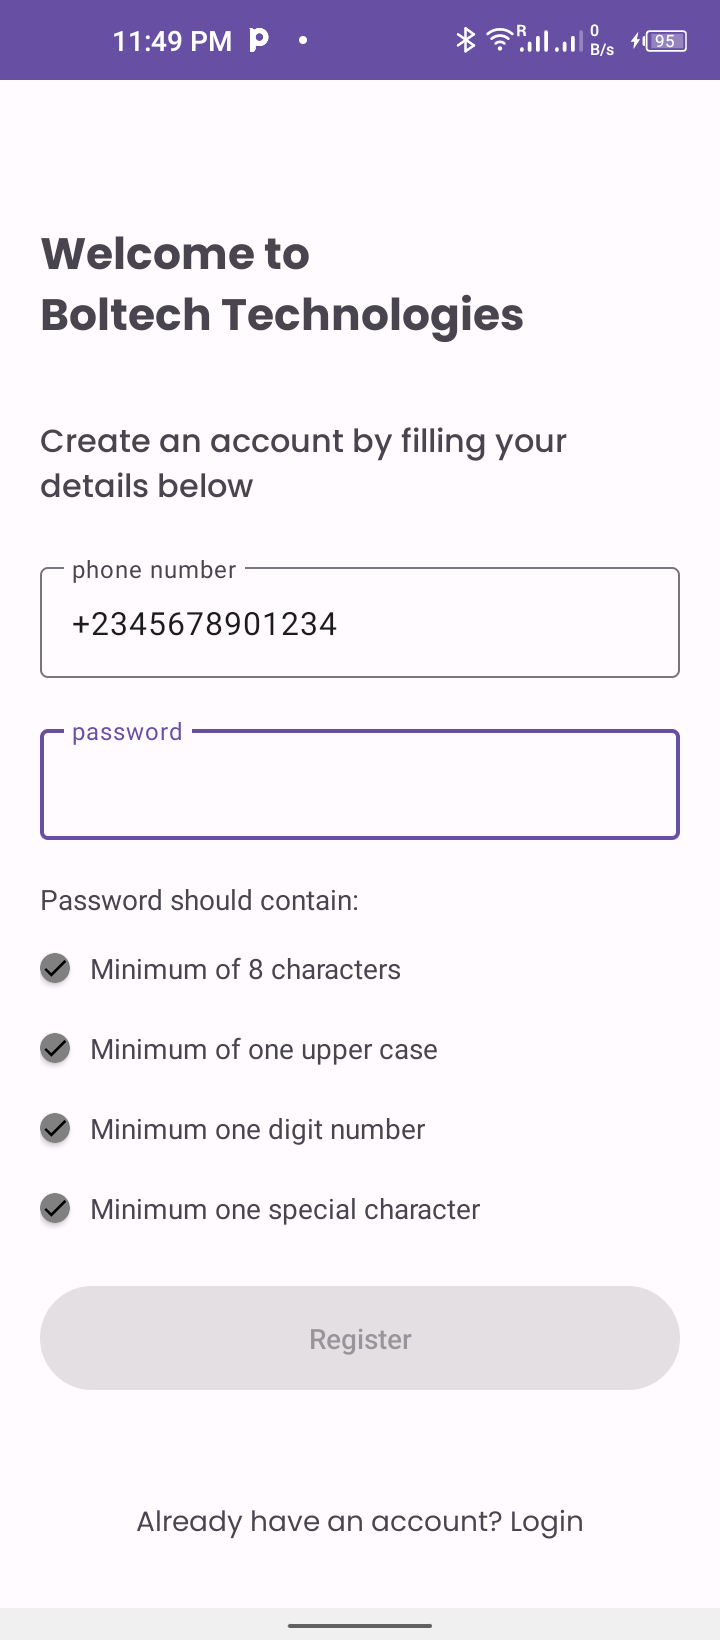 11:49 PM
R
0
B/s
95
Welcome to
Boltech Technologies
Create an account by filling your
details below
phone number
+2345678901234
password
Password should contain:
Minimum of 8 characters
Minimum of one upper case
Minimum one digit number
Minimum one special character
Register
Already have an account? Login